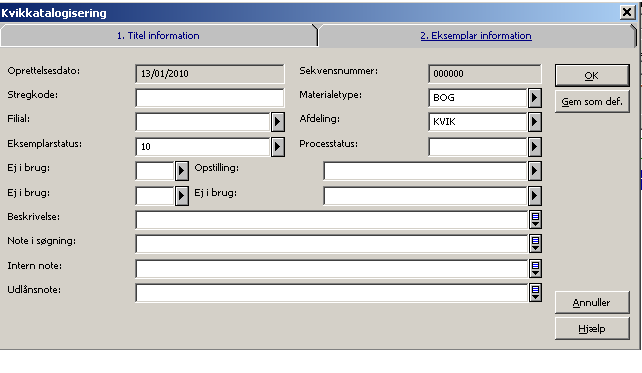 Kvikkatalogisering
1. Titel information 2. Eksemplar information
Oprettelsesdato: 13/01/2010 Sekvensnummer: 000000 OK
Stregkode: Materialetype: BOG Gem som def.
Filial: Afdeling: KVIK
Eksemplarstatus: 10 Processtatus:
Ej i brug: Opstilling:
Ej i brug: Ej i brug:
Beskrivelse:
Note i søgning:
Intern note:
Udlånsnote:
Annuller
Hjælp